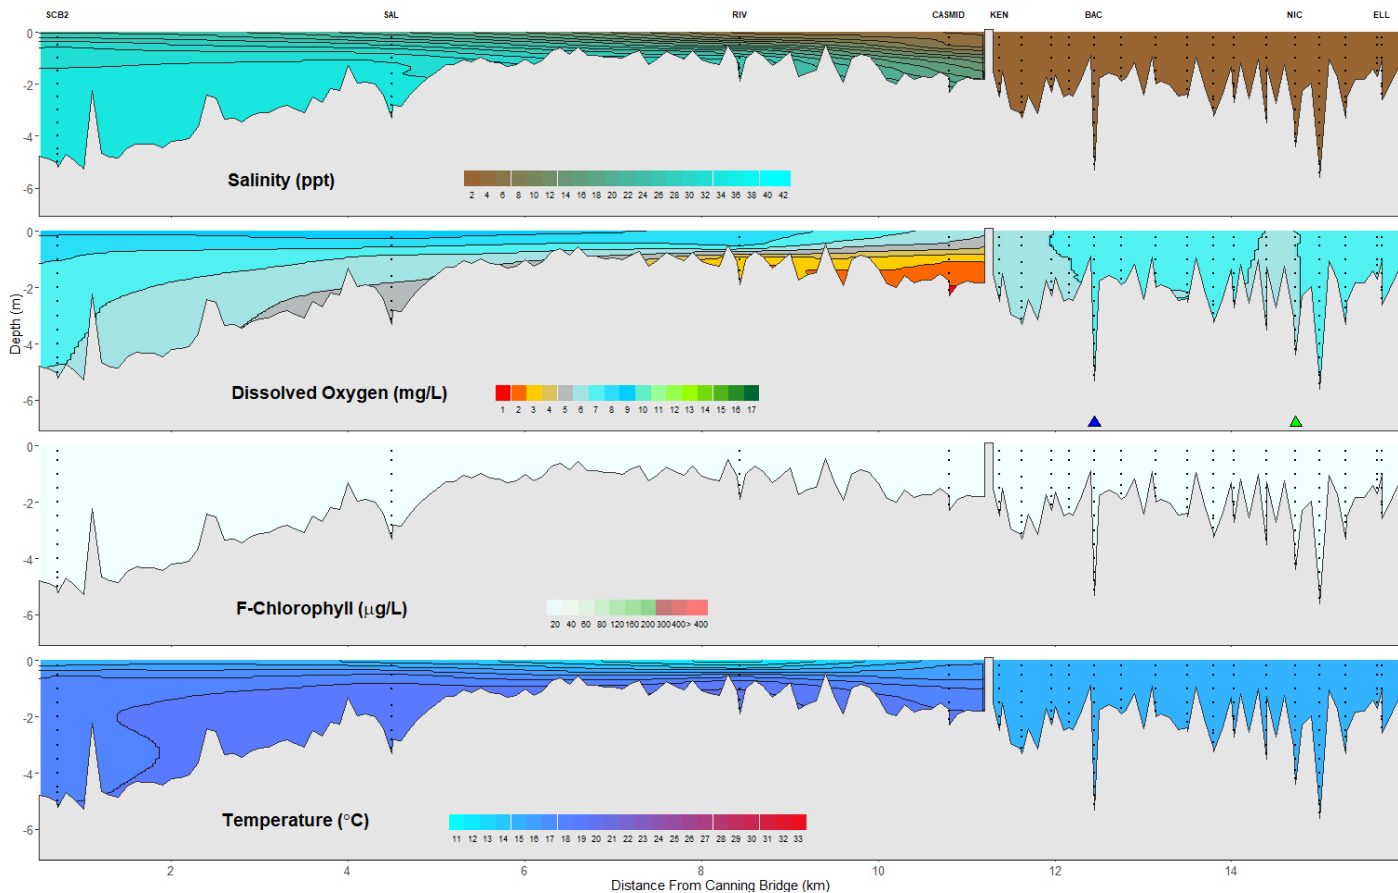 SCB2 SAL RIV CASMID KEN BAC NIC ELL
0
-2
-4
-6
Salinity (ppt)
2 4 6 8 10 12 14 16 18 20 22 24 26 28 30 32 34 36 38 40 42
0
-2
-4
-6
Dissolved Oxygen (mg/L)
1 2 3 4 5 6 7 8 9 10 11 12 13 14 15 16 17
Depth (m)
0
-2
-4
-6
F-Chlorophyll (μg/L)
20 40 60 80 120 160 200 300 400 > 400
0
-2
-4
-6
Temperature (°C)
11 12 13 14 15 16 17 18 19 20 21 22 23 24 25 26 27 28 29 30 31 32 33
2 4 6 8 10 12 14
Distance From Canning Bridge (km)